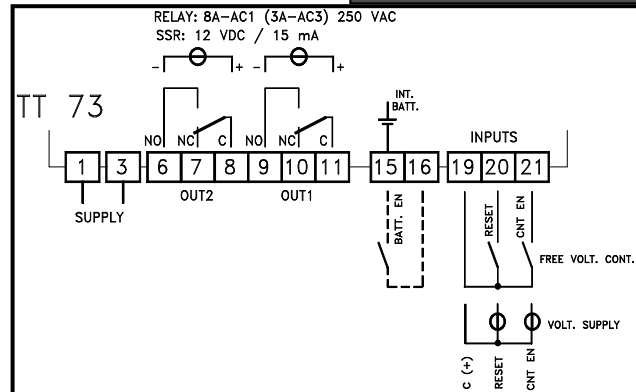 RELAY: 8A-AC1 (3A-AC3) 250 VAC
SSR: 12 VDC / 15 mA
- + - +
TT 73
INT.
BATT.
NO NC C NO NC C
INPUTS
1 3 6 7 8 9 10 11 15 16 19 20 21
SUPPLY
OUT2 OUT1
BATT. EN
RESET
CNT EN
FREE VOLT. CONT.
VOLT. SUPPLY
C (+)
RESET
CNT EN